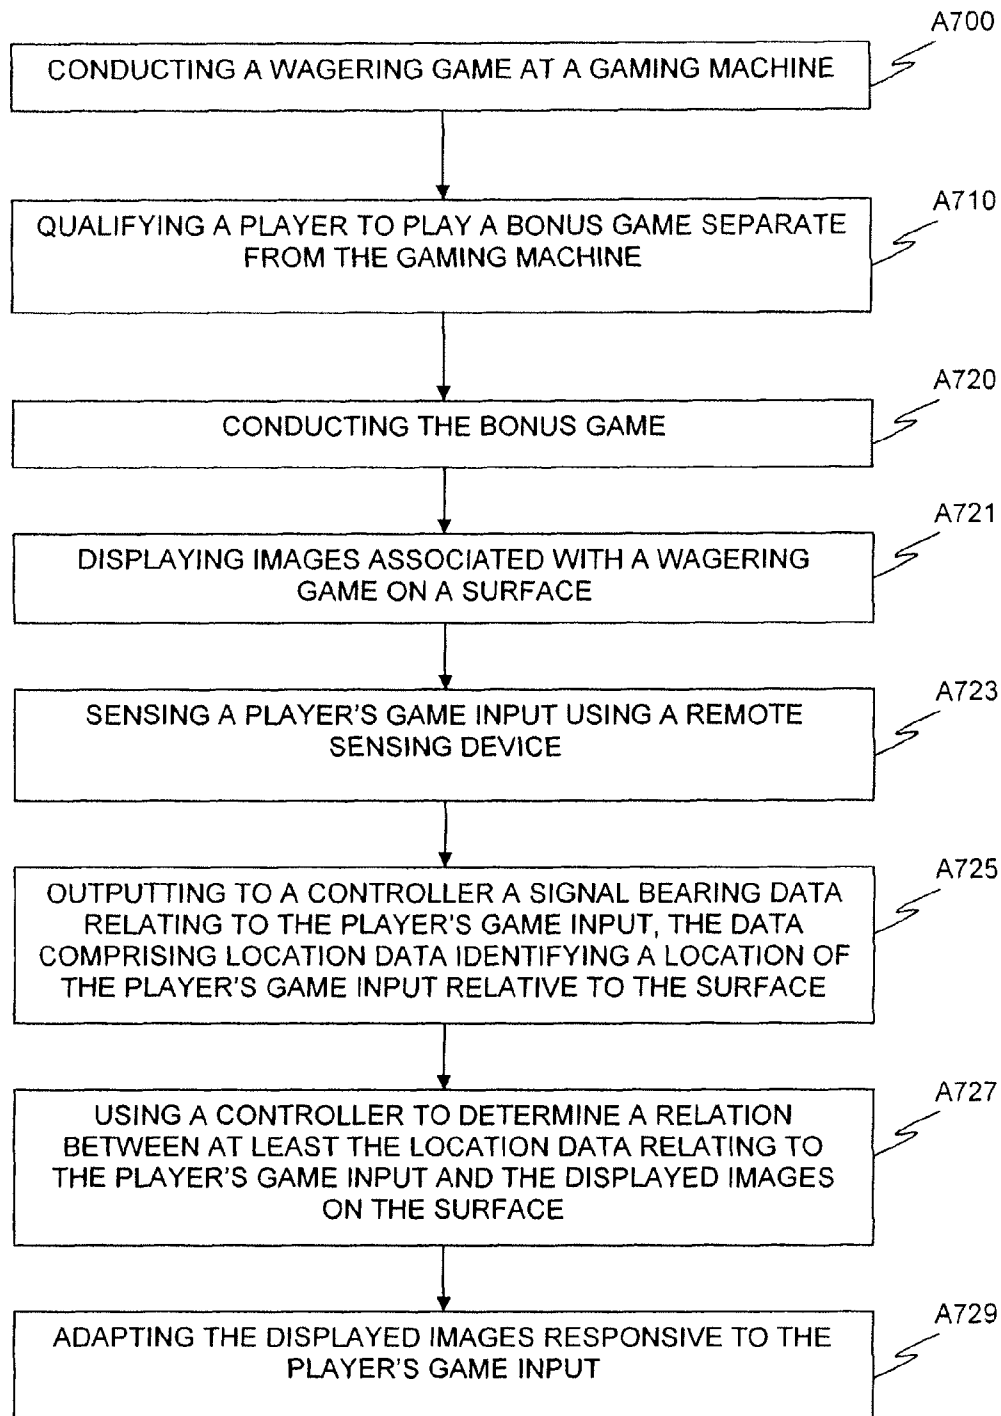 A700
CONDUCTING A WAGERING GAME AT A GAMING MACHINE
A710
QUALIFYING A PLAYER TO PLAY A BONUS GAME SEPARATE
FROM THE GAMING MACHINE
A720
CONDUCTING THE BONUS GAME
A721
DISPLAYING IMAGES ASSOCIATED WITH A WAGERING
GAME ON A SURFACE
A723
SENSING A PLAYER'S GAME INPUT USING A REMOTE
SENSING DEVICE
A725
OUTPUTTING TO A CONTROLLER A SIGNAL BEARING DATA
RELATING TO THE PLAYER'S GAME INPUT, THE DATA
COMPRISING LOCATION DATA IDENTIFYING A LOCATION OF
THE PLAYER'S GAME INPUT RELATIVE TO THE SURFACE
A727
USING A CONTROLLER TO DETERMINE A RELATION
BETWEEN AT LEAST THE LOCATION DATA RELATING TO
THE PLAYER'S GAME INPUT AND THE DISPLAYED IMAGES
ON THE SURFACE
A729
ADAPTING THE DISPLAYED IMAGES RESPONSIVE TO THE
PLAYER'S GAME INPUT